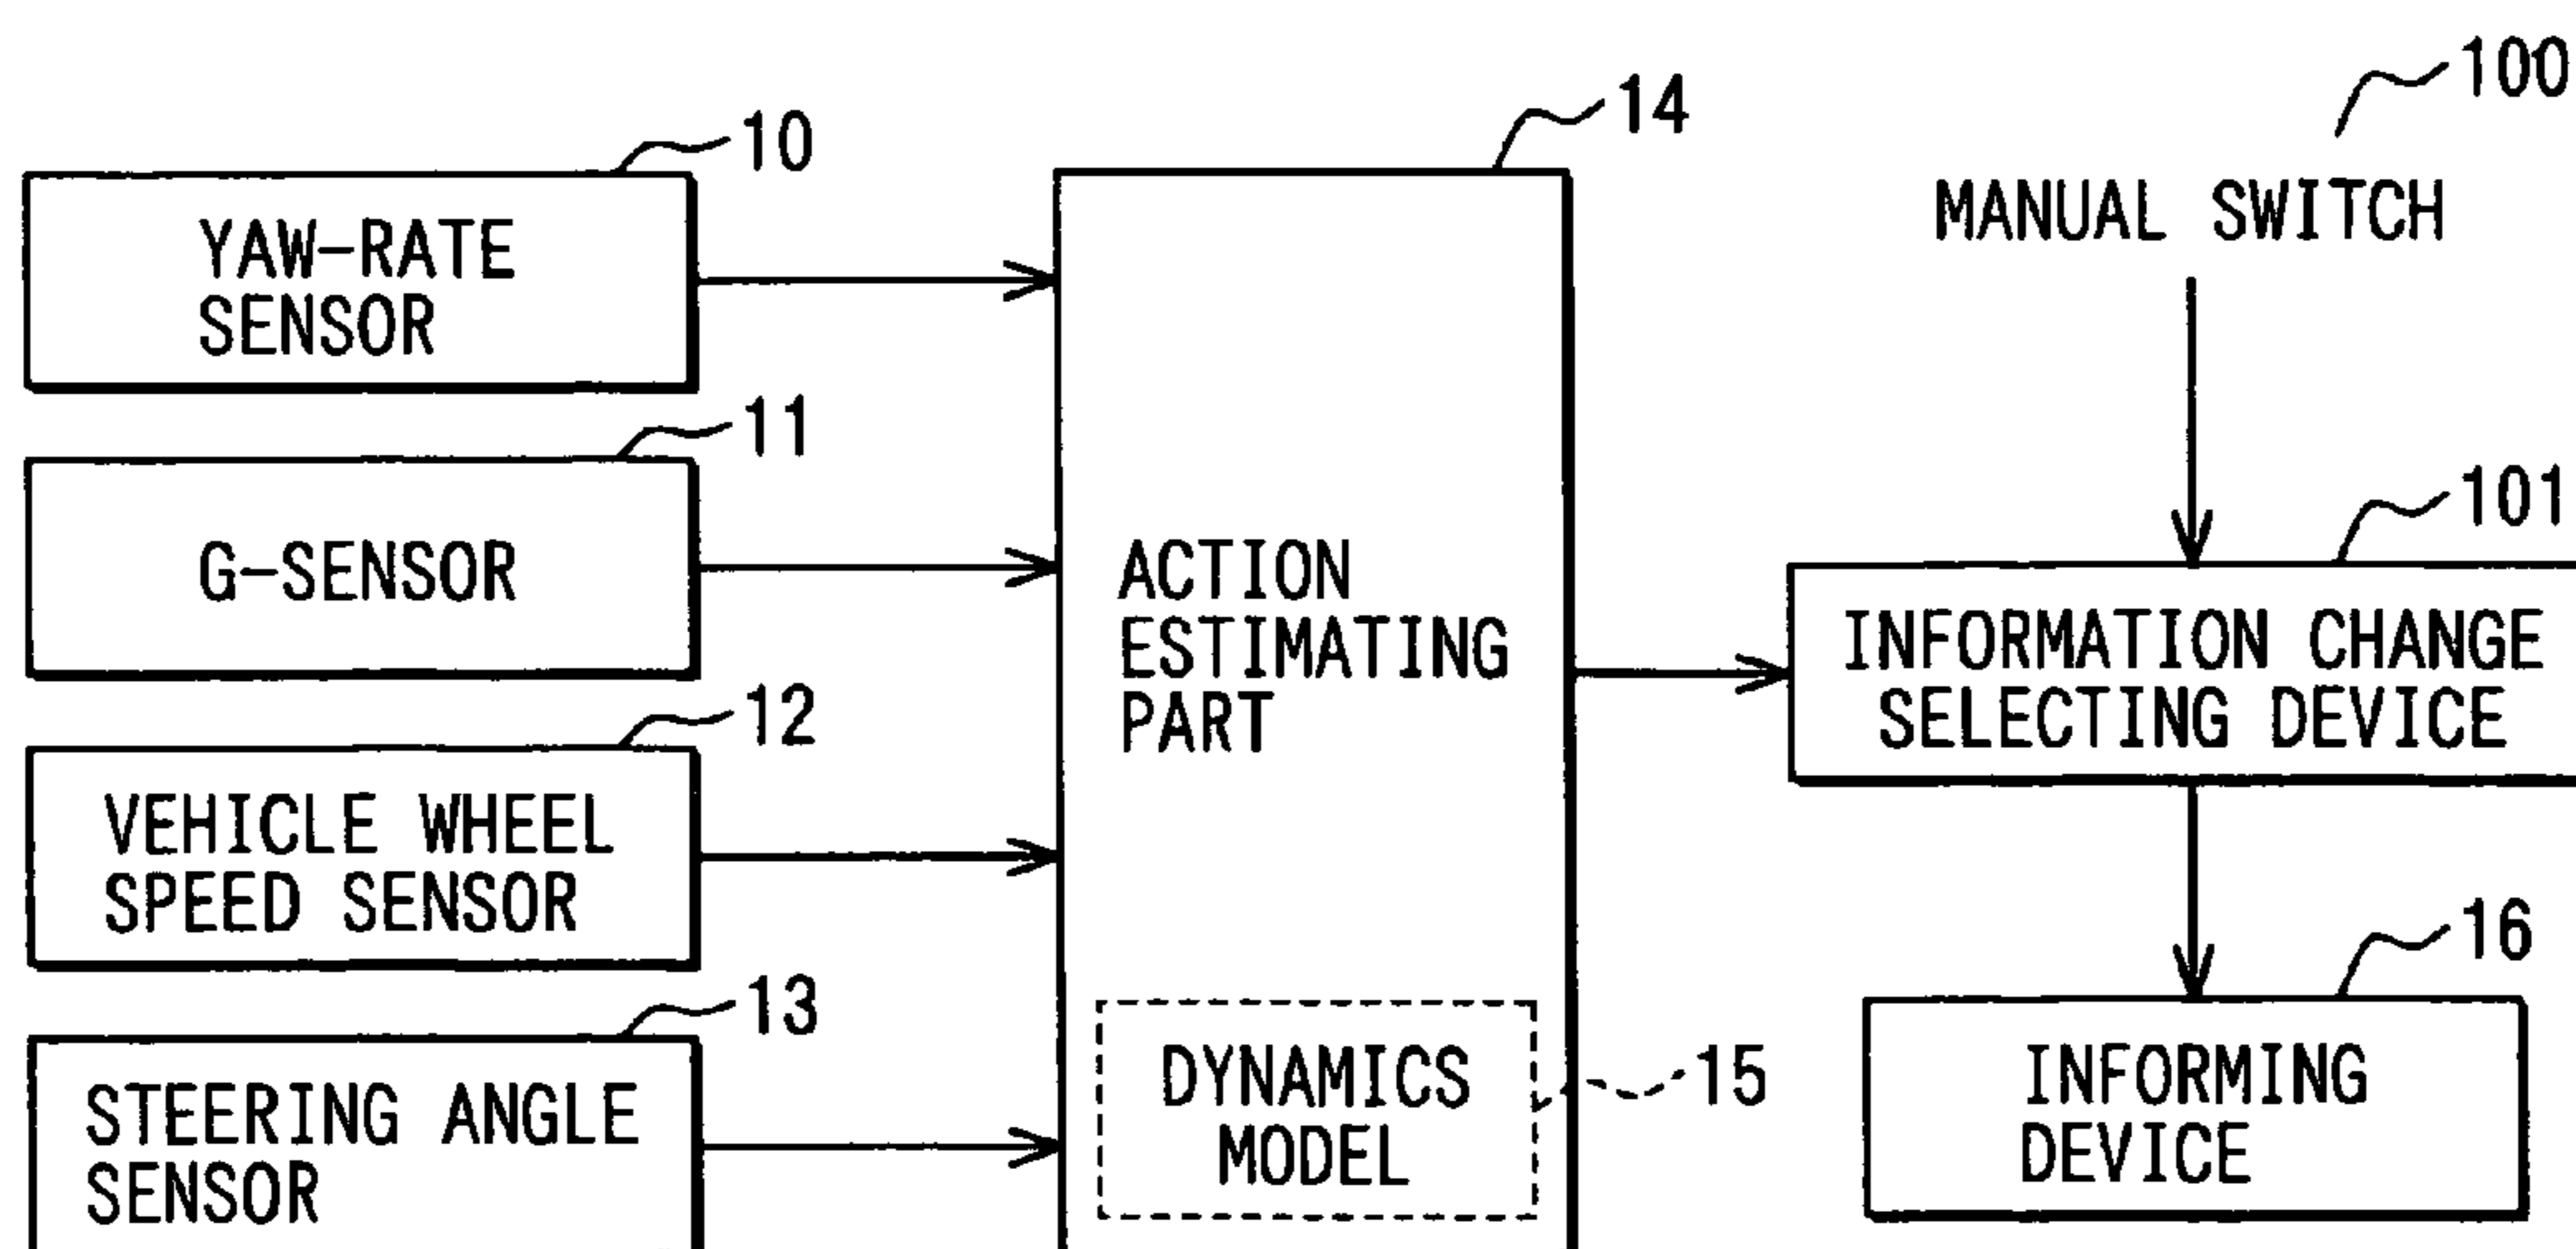 10
YAW-RATE
SENSOR
11
G-SENSOR
12
VEHICLE WHEEL
SPEED SENSOR
13
STEERING ANGLE
SENSOR
14
ACTION
ESTIMATING
PART
DYNAMICS
MODEL
15
100
MANUAL SWITCH
101
INFORMATION CHANGE
SELECTING DEVICE
16
INFORMING
DEVICE